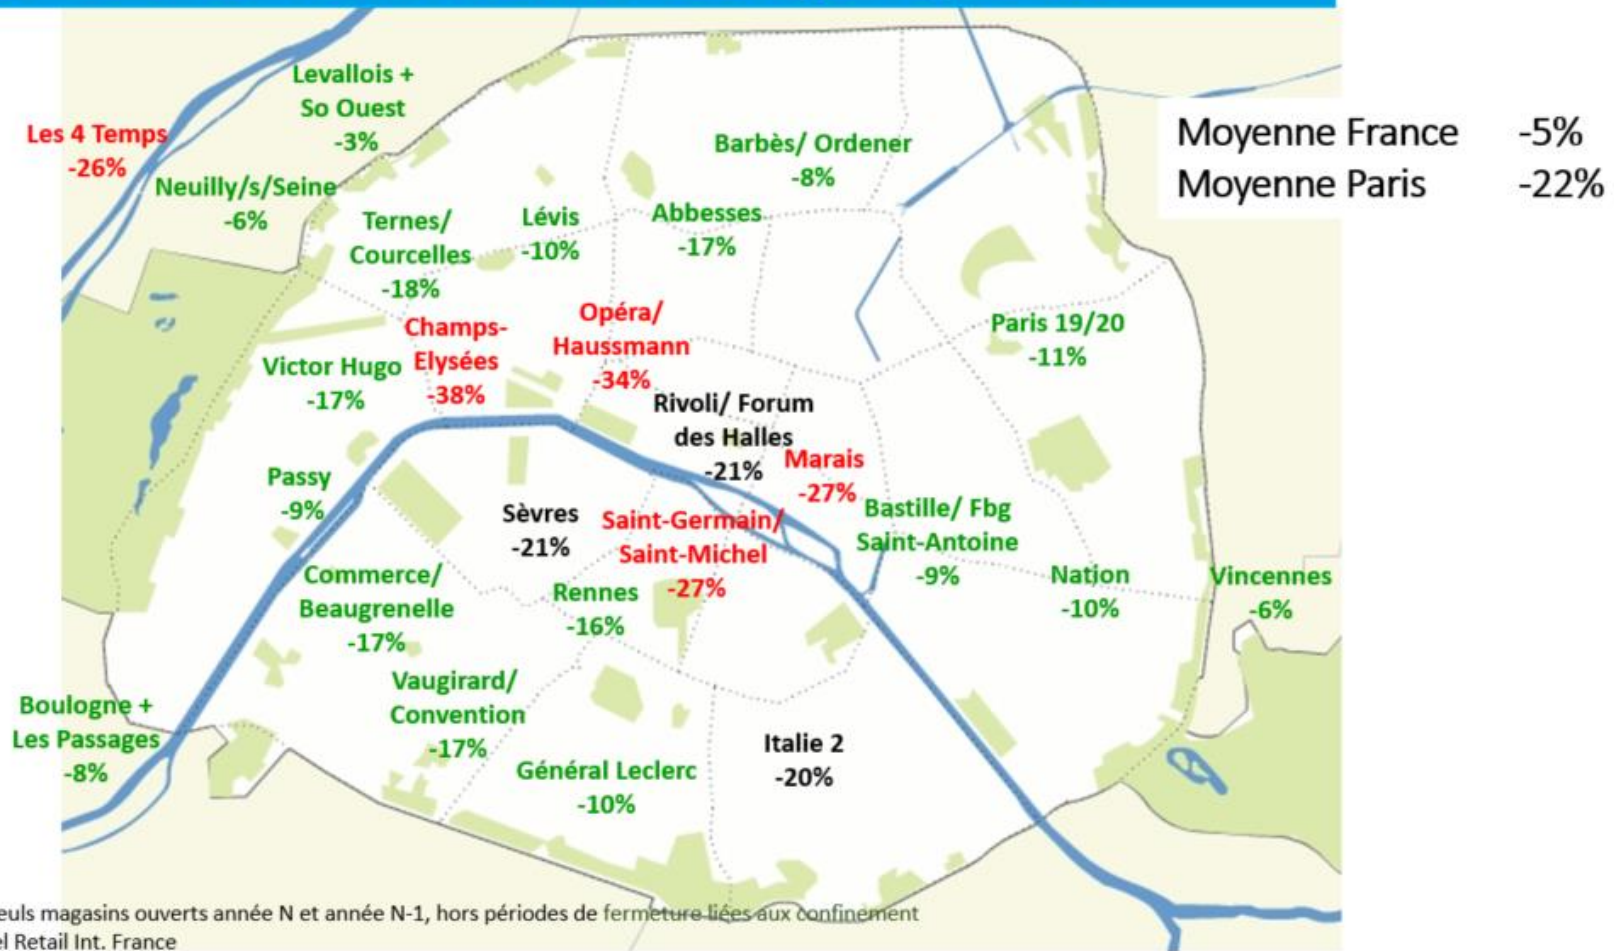 Levallois +
So Ouest
-3%
Les 4 Temps
-26%
Neuilly/s/Seine
-6%
Barbès/ Ordener
-8%
Moyenne France -5%
Moyenne Paris -22%
Ternes/
Courcelles
-18%
Lévis
-10%
Abbesses
-17%
Champs-
Elysées
-38%
Opéra/
Haussmann
-34%
Paris 19/20
-11%
Victor Hugo
-17%
Rivoli/ Forum
des Halles
-21%
Marais
-27%
Passy
-9%
Sèvres
-21%
Saint-Germain/
Saint-Michel
-27%
Bastille/ Fbg
Saint-Antoine
-9%
Commerce/
Beaugrenelle
-17%
Rennes
-16%
Nation
-10%
Vincennes
-6%
Vaugirard/
Convention
-17%
Boulogne +
Les Passages
-8%
Général Leclerc
-10%
Italie 2
-20%
magasins ouverts année N et année N-1, hors périodes de fermeture liées aux confinement
Retail Int. France